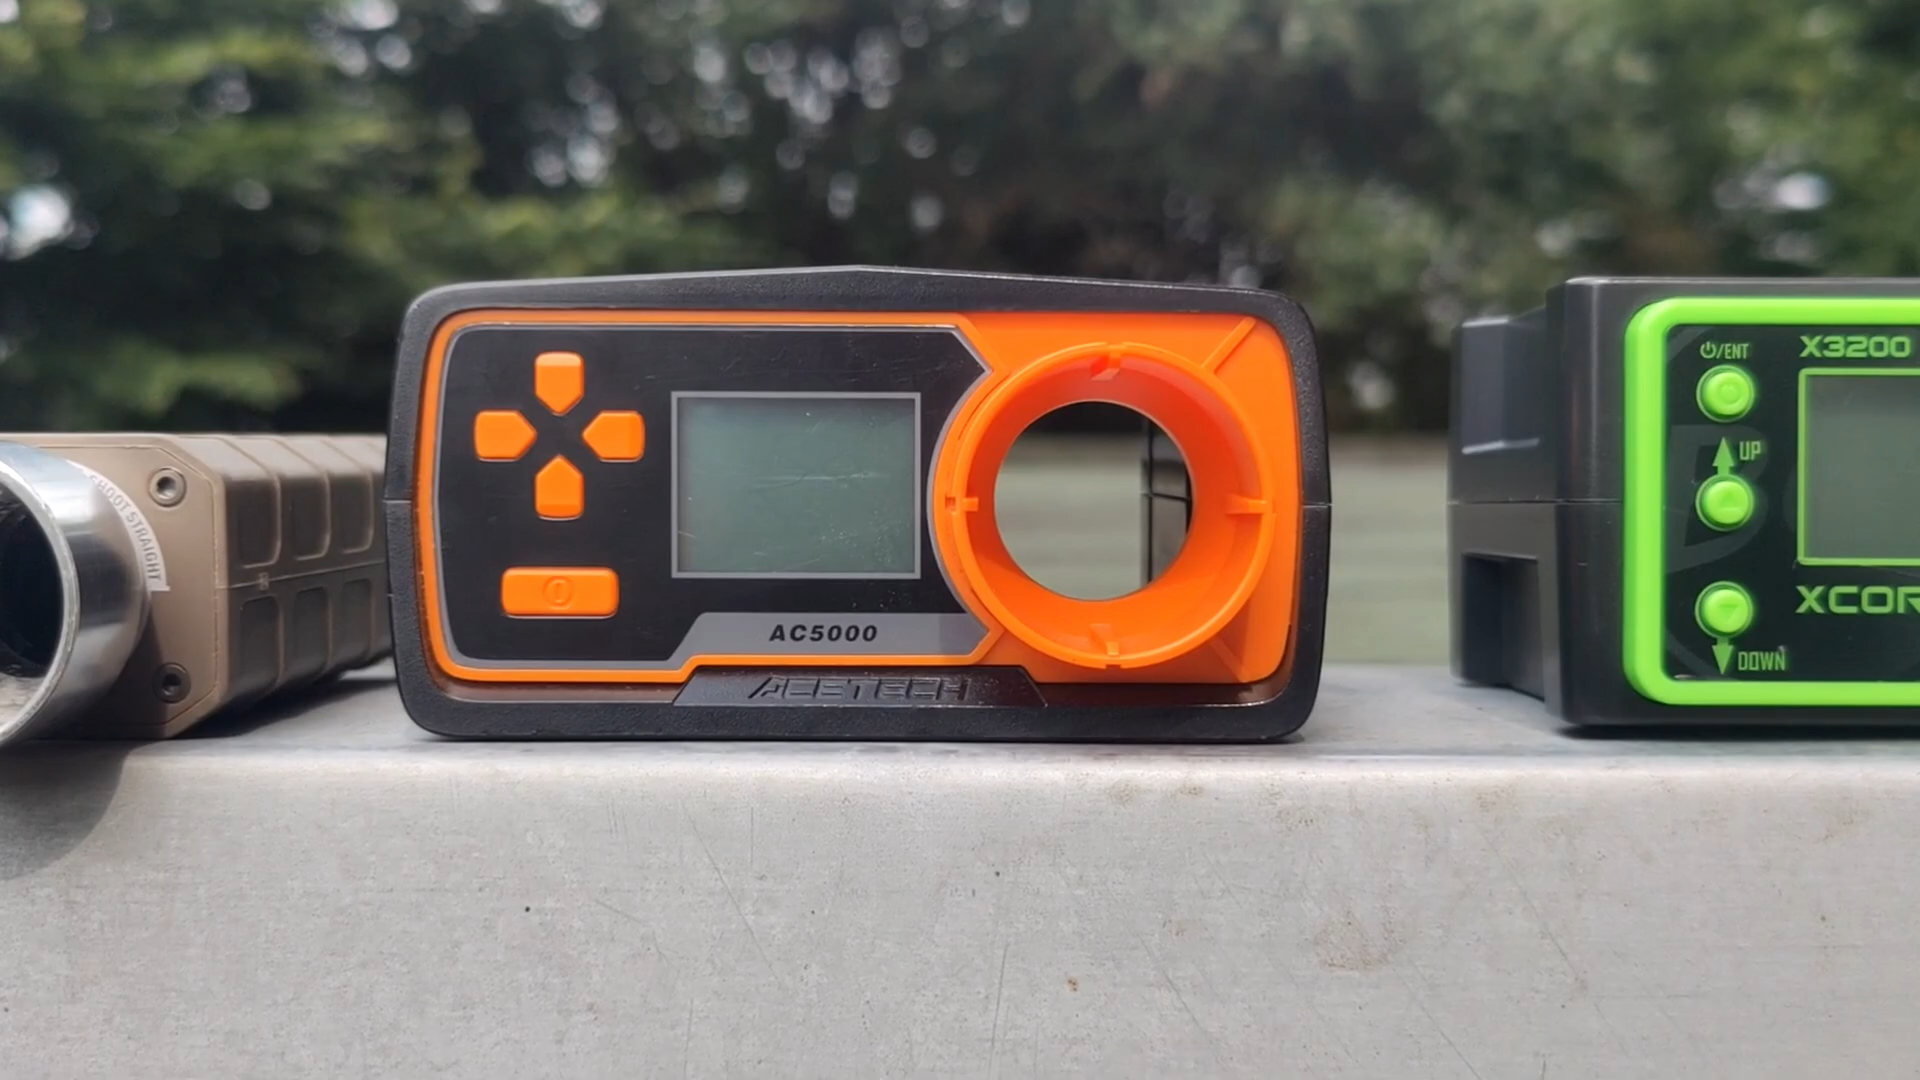 SHOOT STRAIGHT
AC5000
ACETECH
⏻/ENT
X3200
UP
XCOR
DOWN